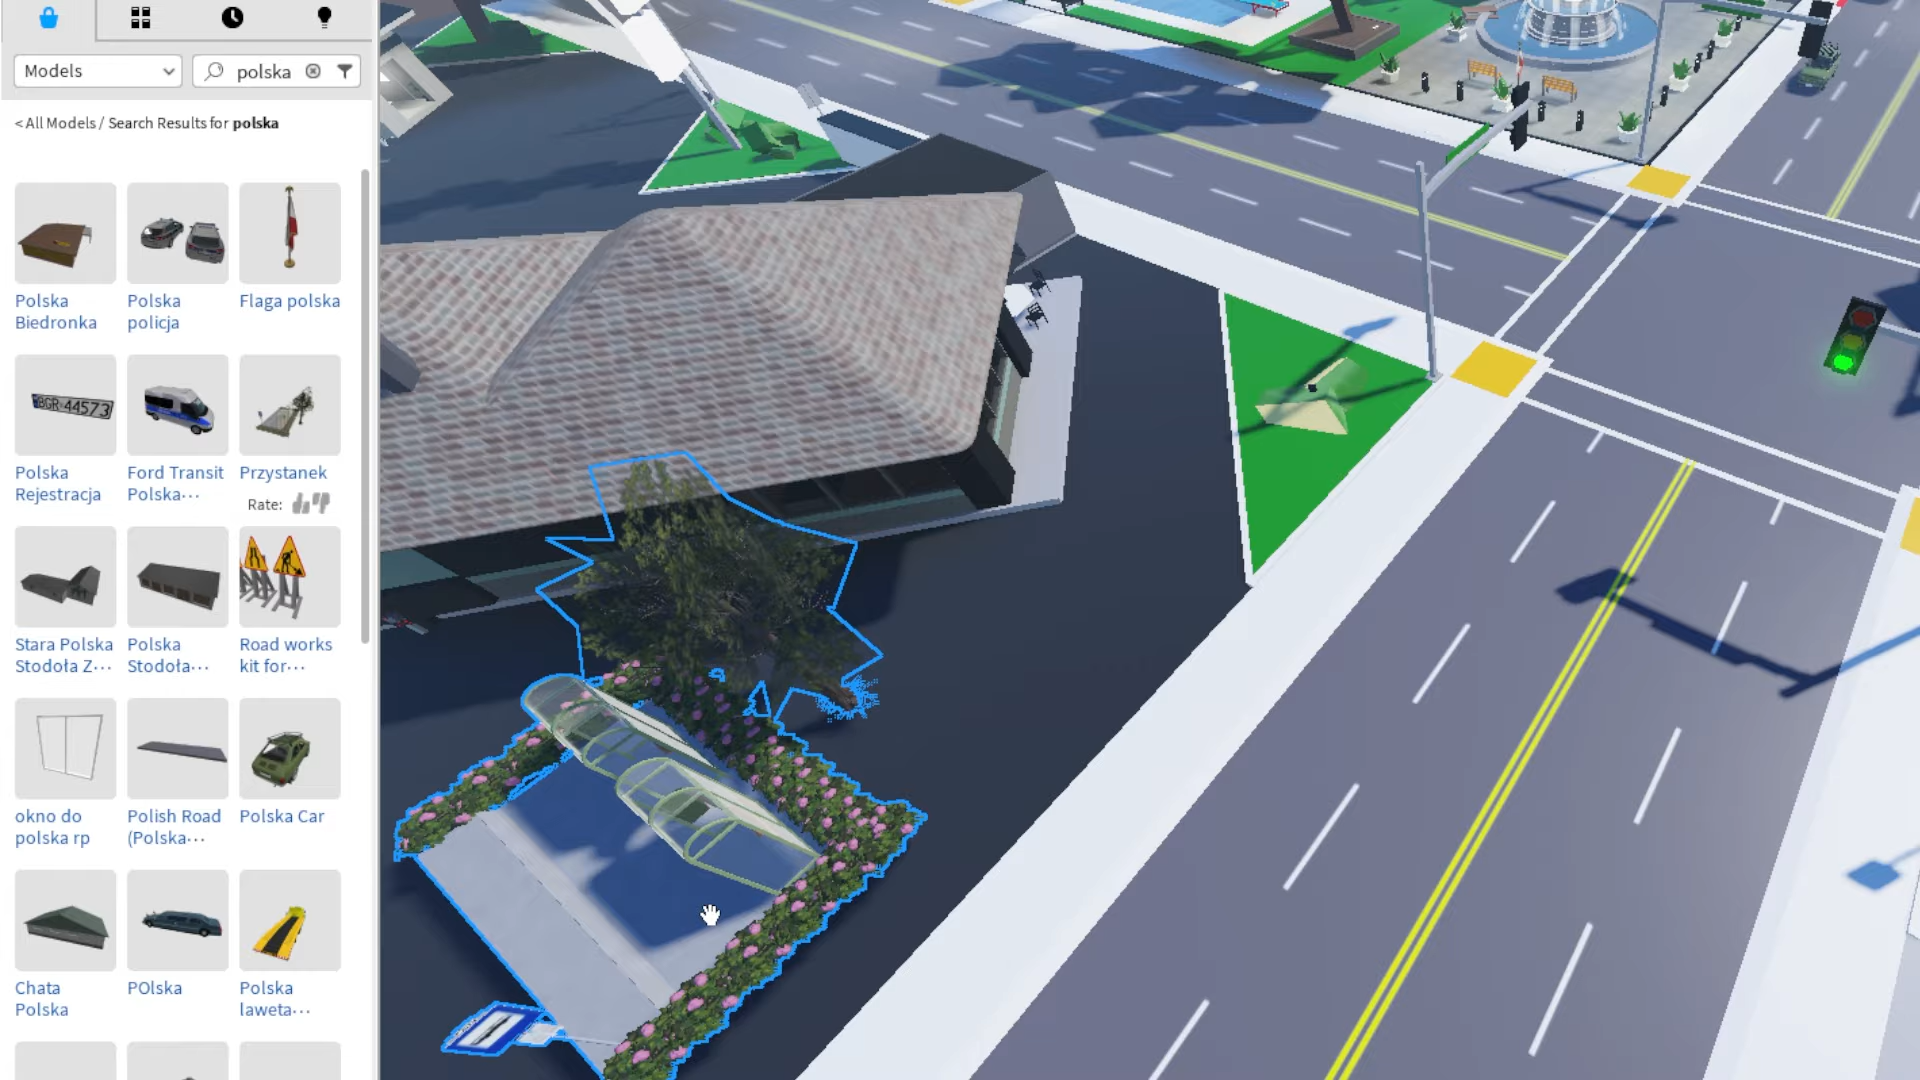 Models
polska
< All Models / Search Results for polska
Polska
Biedronka
Polska
policja
Flaga polska
BGR 44573
Polska
Rejestracja
Ford Transit
Polska···
Przystanek
Rate:
Stara Polska
Stodoła Z···
Polska
Stodoła···
Road works
kit for···
okno do
polska rp
Polish Road
(Polska···
Polska Car
Chata
Polska
POlska
Polska
laweta···